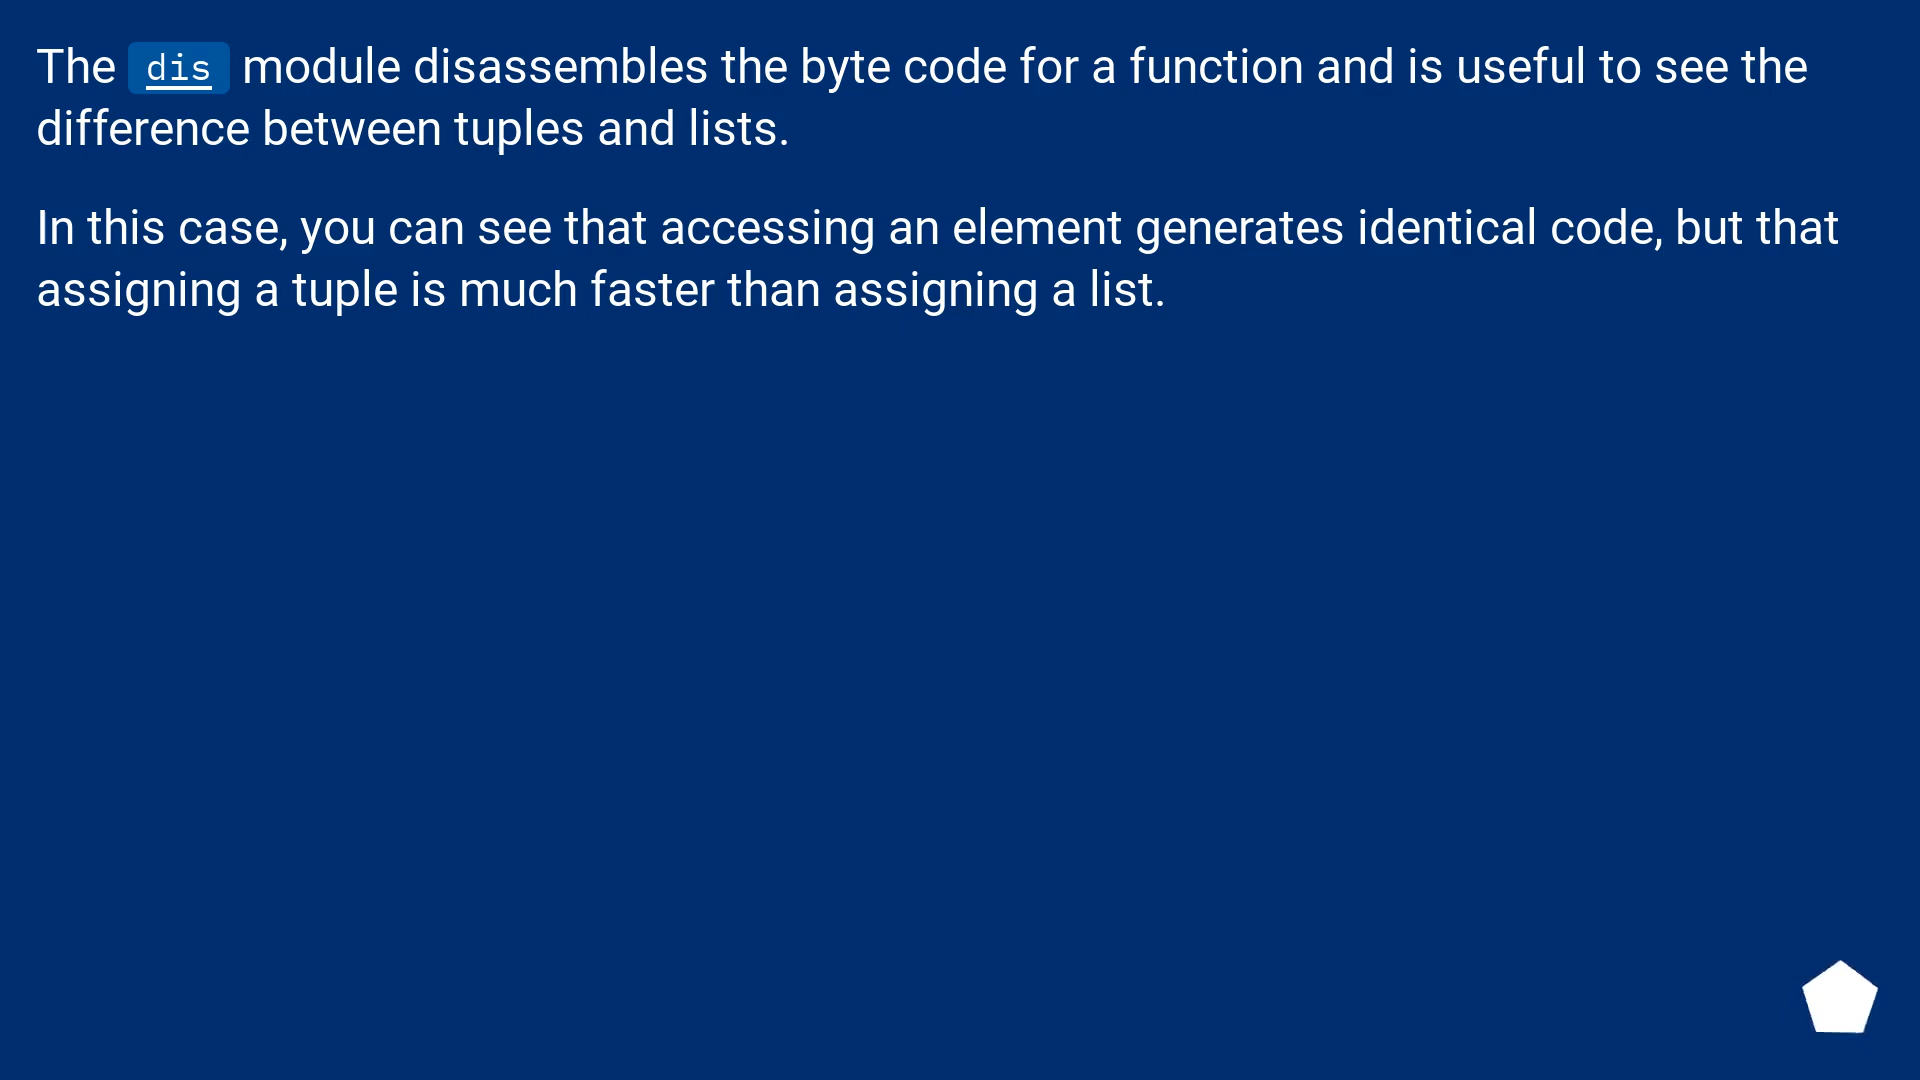 The dis module disassembles the byte code for a function and is useful to see the
difference between tuples and lists.
In this case, you can see that accessing an element generates identical code, but that
assigning a tuple is much faster than assigning a list.